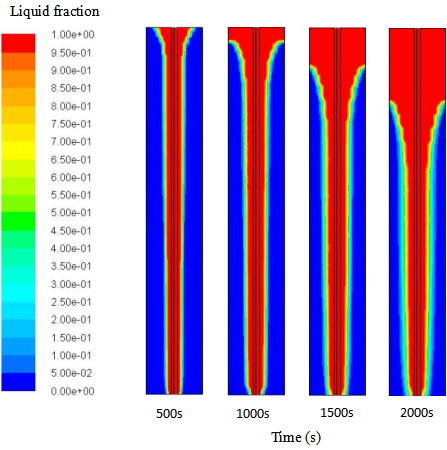 Liquid fraction
1.00e+00
9.50e-01
9.00e-01
8.50e-01
8.00e-01
7.50e-01
7.00e-01
6.50e-01
6.00e-01
5.50e-01
5.00e-01
4.50e-01
4.00e-01
3.50e-01
3.00e-01
2.50e-01
2.00e-01
1.50e-01
1.00e-01
5.00e-02
0.00e+00
500s 1000s 1500s 2000s
Time (s)